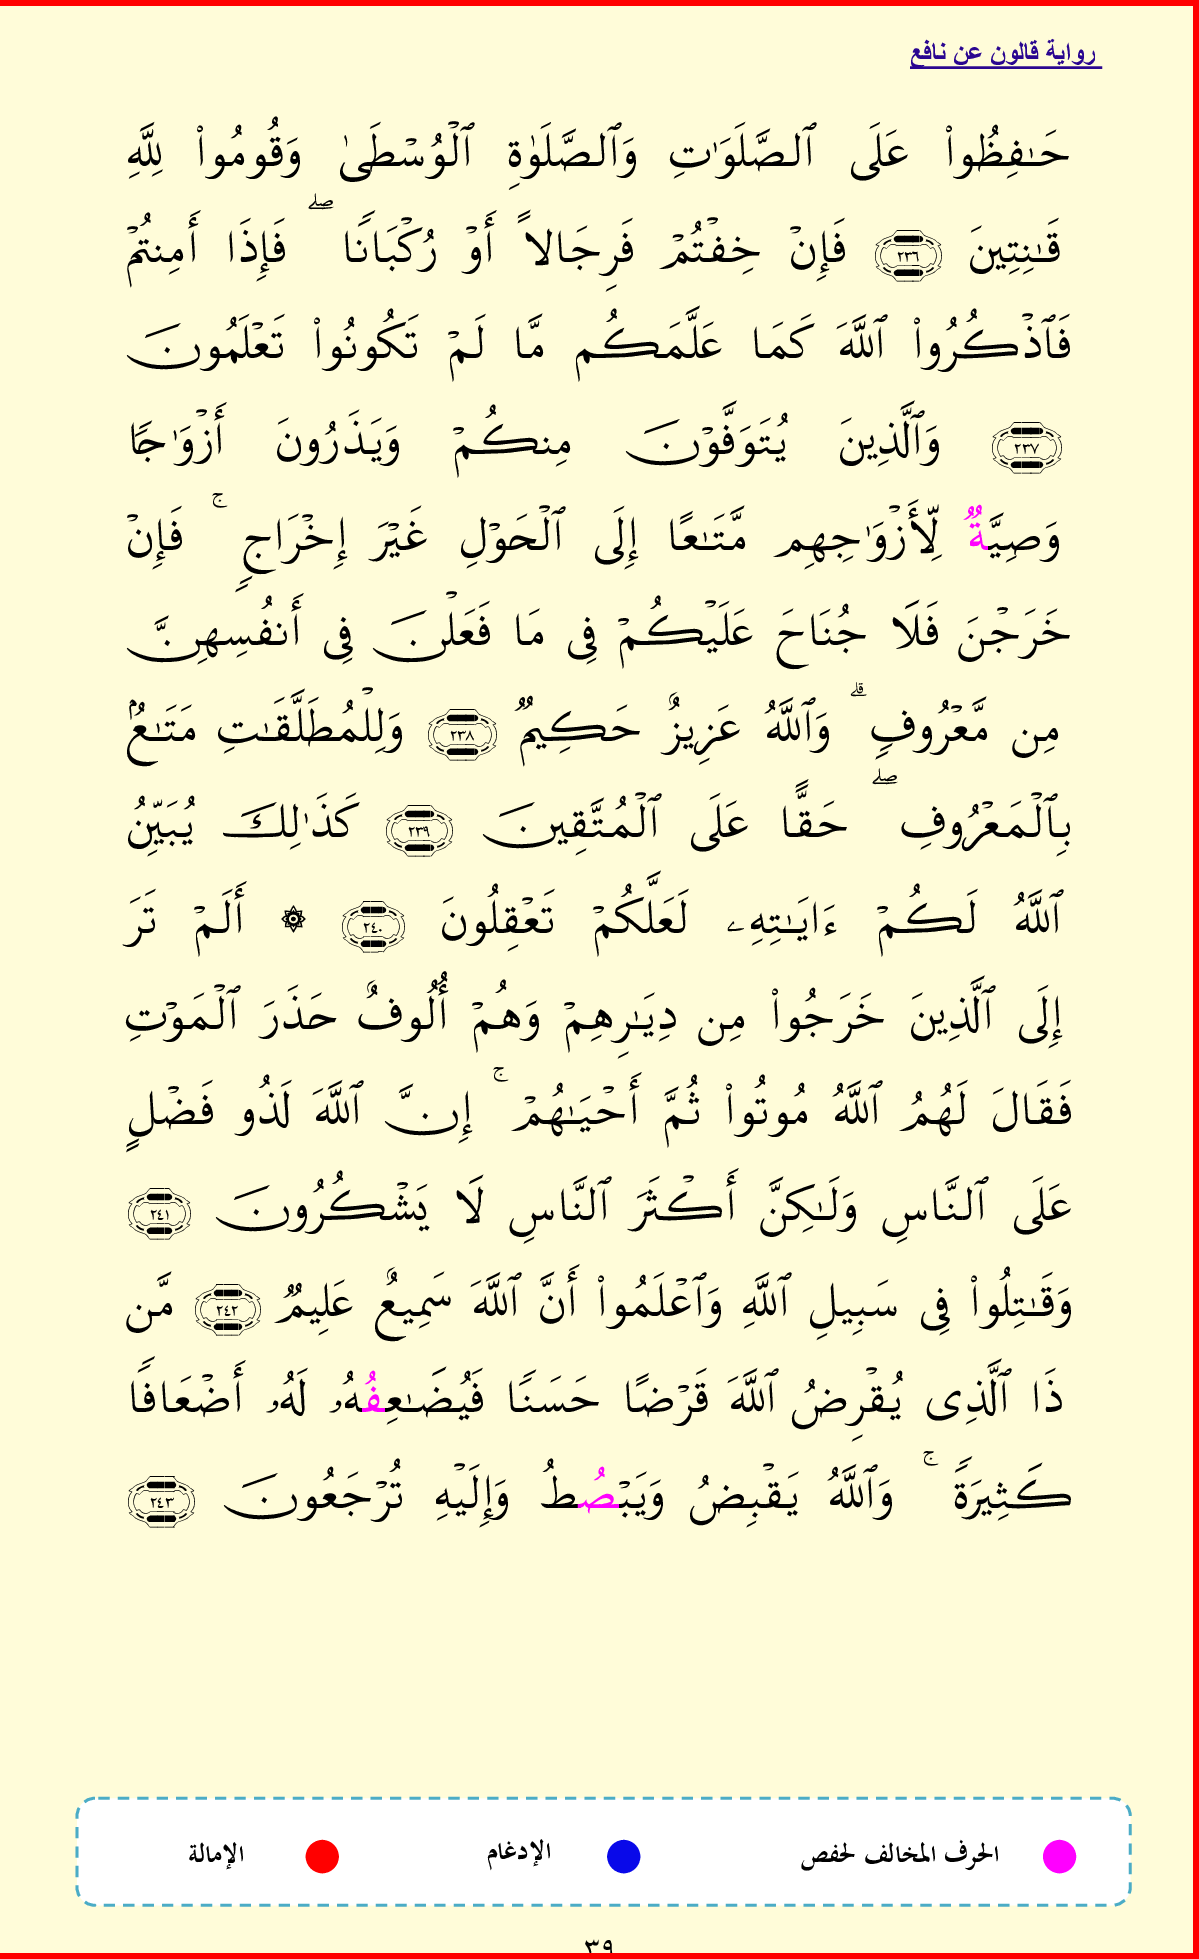 رواية قالون عن نافع
حَـٰفِظُوا۟ عَلَى ٱلصَّلَوَٰتِ وَٱلصَّلَوٰةِ ٱلْوُسْطَىٰ وَقُومُوا۟ لِلَّهِ
قَـٰنِتِينَ ٢٣٦ فَإِنْ خِفْتُمْ فَرِجَالاً أَوْ رُكْبَانًا ۖ فَإِذَا أَمِنتُمْ
فَٱذْكُرُوا۟ ٱللَّهَ كَمَا عَلَّمَكُم مَّا لَمْ تَكُونُوا۟ تَعْلَمُونَ
٢٣٧ وَٱلَّذِينَ يُتَوَفَّوْنَ مِنكُمْ وَيَذَرُونَ أَزْوَٰجًا
وَصِيَّةٌ لِّأَزْوَٰجِهِم مَّتَـٰعًا إِلَى ٱلْحَوْلِ غَيْرَ إِخْرَاجٍ ۚ فَإِنْ
خَرَجْنَ فَلَا جُنَاحَ عَلَيْكُمْ فِى مَا فَعَلْنَ فِى أَنفُسِهِنَّ
مِن مَّعْرُوفٍ ۗ وَٱللَّهُ عَزِيزٌ حَكِيمٌ ٢٣٨ وَلِلْمُطَلَّقَـٰتِ مَتَـٰعٌۢ
بِٱلْمَعْرُوفِ ۖ حَقًّا عَلَى ٱلْمُتَّقِينَ ٢٣٩ كَذَٰلِكَ يُبَيِّنُ
ٱللَّهُ لَكُمْ ءَايَـٰتِهِۦ لَعَلَّكُمْ تَعْقِلُونَ ٢٤٠ ۞ أَلَمْ تَرَ
إِلَى ٱلَّذِينَ خَرَجُوا۟ مِن دِيَـٰرِهِمْ وَهُمْ أُلُوفٌ حَذَرَ ٱلْمَوْتِ
فَقَالَ لَهُمُ ٱللَّهُ مُوتُوا۟ ثُمَّ أَحْيَـٰهُمْ ۚ إِنَّ ٱللَّهَ لَذُو فَضْلٍ
عَلَى ٱلنَّاسِ وَلَـٰكِنَّ أَكْثَرَ ٱلنَّاسِ لَا يَشْكُرُونَ ٢٤١
وَقَـٰتِلُوا۟ فِى سَبِيلِ ٱللَّهِ وَٱعْلَمُوا۟ أَنَّ ٱللَّهَ سَمِيعٌ عَلِيمٌ ٢٤٢ مَّن
ذَا ٱلَّذِى يُقْرِضُ ٱللَّهَ قَرْضًا حَسَنًا فَيُضَـٰعِفُهُۥ لَهُۥ أَضْعَافًا
كَثِيرَةً ۚ وَٱللَّهُ يَقْبِضُ وَيَبْصُطُ وَإِلَيْهِ تُرْجَعُونَ ٢٤٣
الحرف المخالف لحفص الإدغام الإمالة
٣٩